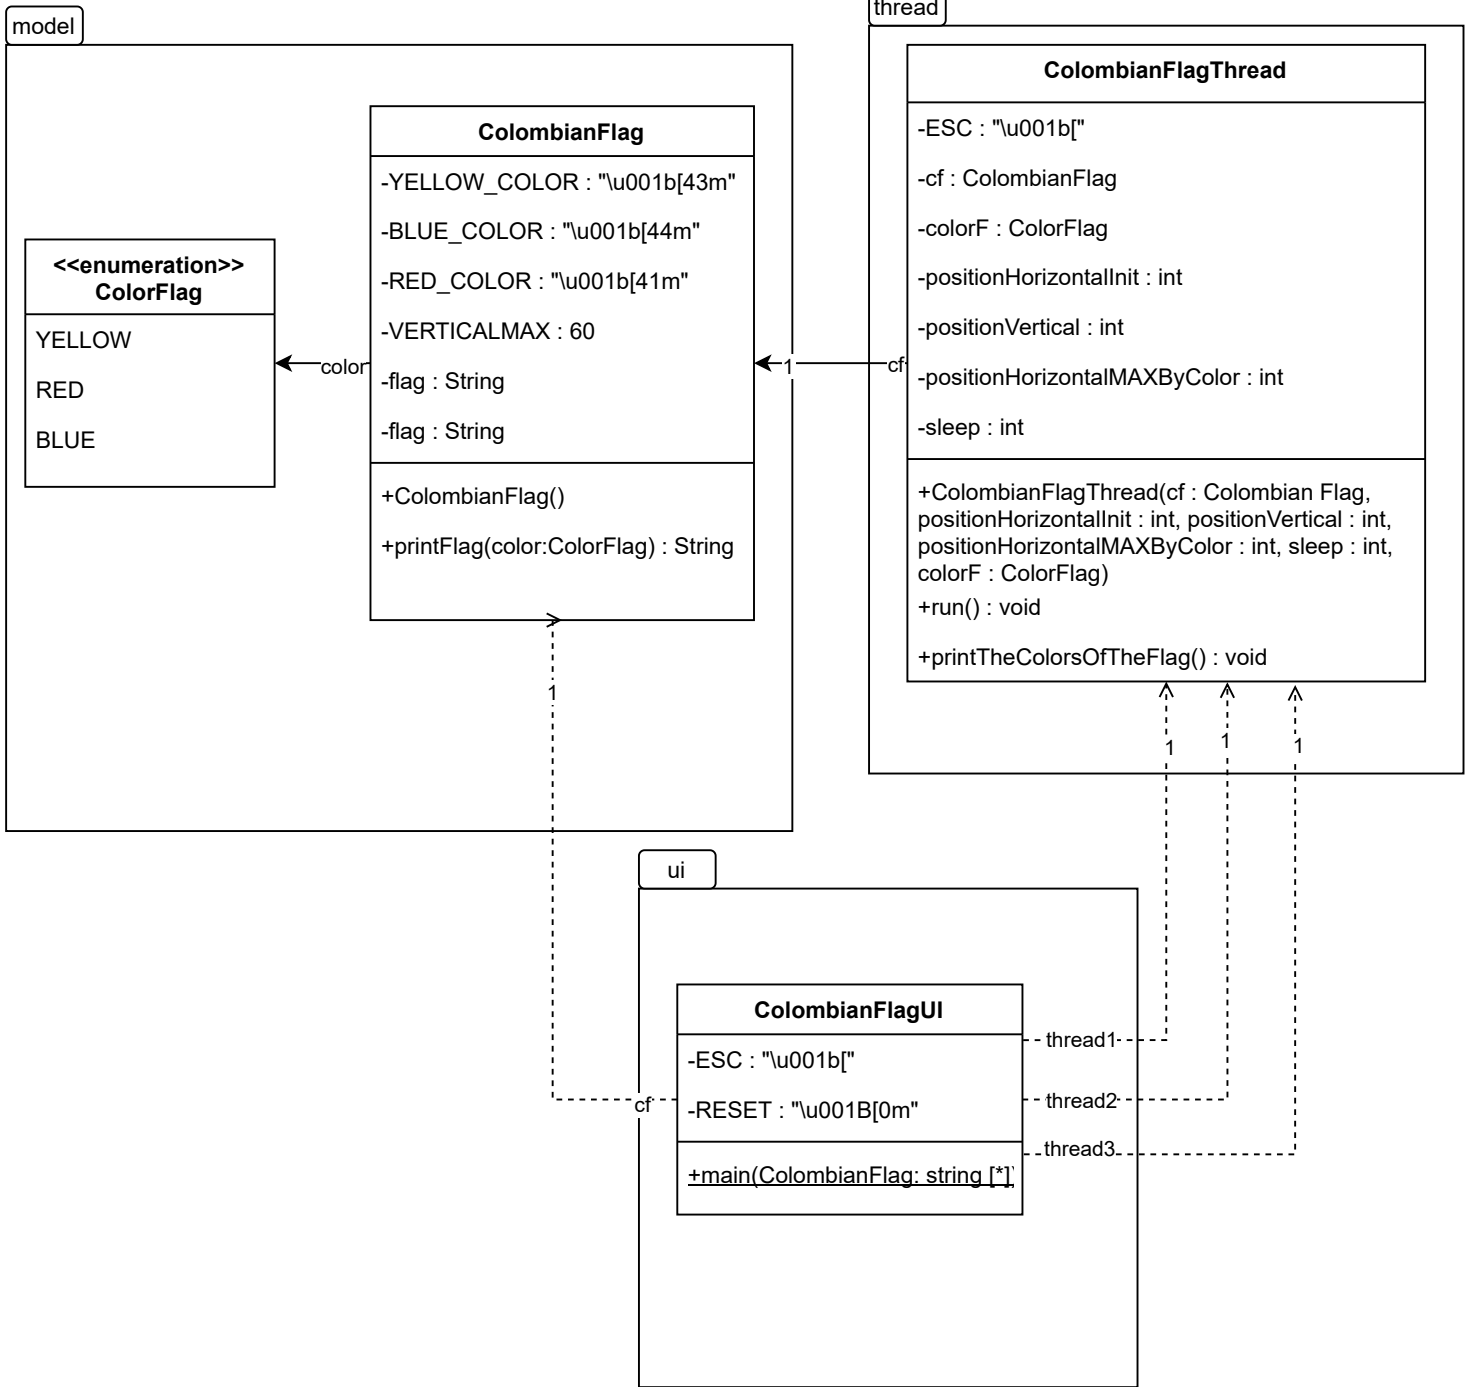 model
ColombianFlag
-YELLOW_COLOR : "\u001b[43m"
-BLUE_COLOR : "\u001b[44m"
-RED_COLOR : "\u001b[41m"
-VERTICALMAX : 60
-flag : String
-flag : String
+ColombianFlag()
+printFlag(color:ColorFlag) : String
<<enumeration>>
ColorFlag
YELLOW
RED
BLUE
color
1
cf
thread
ColombianFlagThread
-ESC : "\u001b["
-cf : ColombianFlag
-colorF : ColorFlag
-positionHorizontalInit : int
-positionVertical : int
-positionHorizontalMAXByColor : int
-sleep : int
+ColombianFlagThread(cf : Colombian Flag,
positionHorizontalInit : int, positionVertical : int,
positionHorizontalMAXByColor : int, sleep : int,
colorF : ColorFlag)
+run() : void
+printTheColorsOfTheFlag() : void
1
1
1
1
ui
ColombianFlagUI
-ESC : "\u001b["
-RESET : "\u001B[0m"
+main(ColombianFlag: string [*])
cf
thread1
thread2
thread3